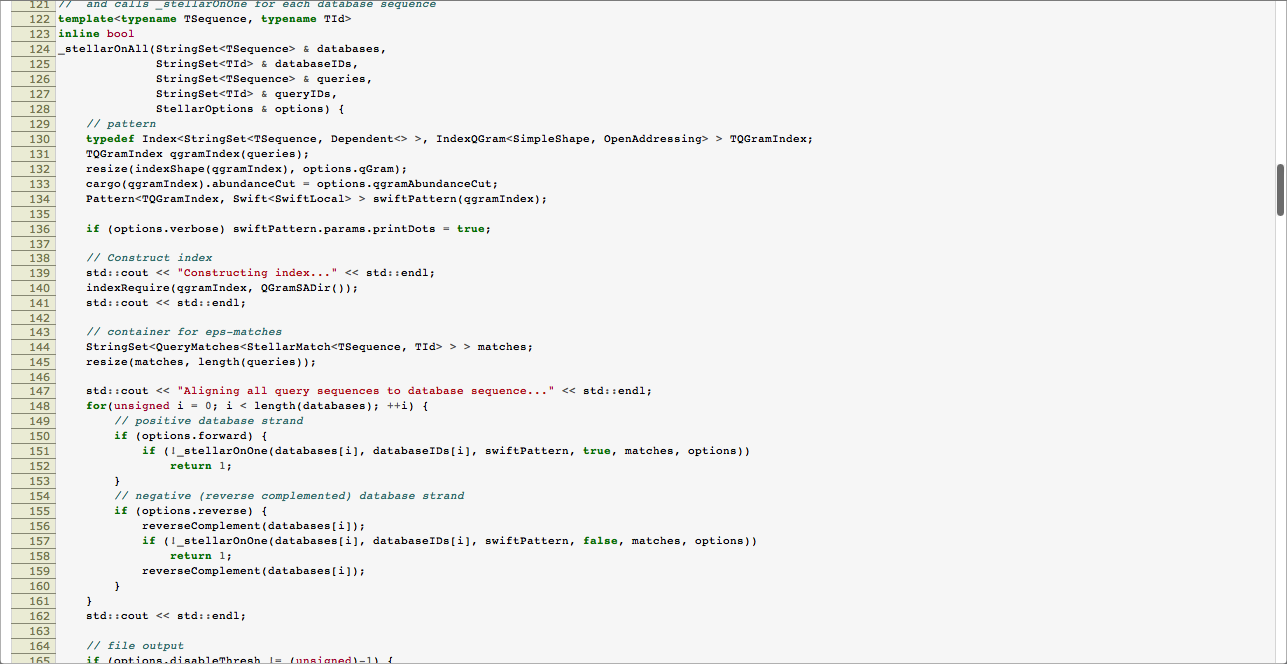 121 //  and calls _stellarOnOne for each database sequence
122 template<typename TSequence, typename TId>
123 inline bool
124 _stellarOnAll(StringSet<TSequence> & databases,
125               StringSet<TId> & databaseIDs,
126               StringSet<TSequence> & queries,
127               StringSet<TId> & queryIDs,
128               StellarOptions & options) {
129     // pattern
130     typedef Index<StringSet<TSequence, Dependent<> >, IndexQGram<SimpleShape, OpenAddressing> > TQGramIndex;
131     TQGramIndex qgramIndex(queries);
132     resize(indexShape(qgramIndex), options.qGram);
133     cargo(qgramIndex).abundanceCut = options.qgramAbundanceCut;
134     Pattern<TQGramIndex, Swift<SwiftLocal> > swiftPattern(qgramIndex);
135
136     if (options.verbose) swiftPattern.params.printDots = true;
137
138     // Construct index
139     std::cout << "Constructing index..." << std::endl;
140     indexRequire(qgramIndex, QGramSADir());
141     std::cout << std::endl;
142
143     // container for eps-matches
144     StringSet<QueryMatches<StellarMatch<TSequence, TId> > > matches;
145     resize(matches, length(queries));
146
147     std::cout << "Aligning all query sequences to database sequence..." << std::endl;
148     for(unsigned i = 0; i < length(databases); ++i) {
149         // positive database strand
150         if (options.forward) {
151             if (!_stellarOnOne(databases[i], databaseIDs[i], swiftPattern, true, matches, options))
152                 return 1;
153         }
154         // negative (reverse complemented) database strand
155         if (options.reverse) {
156             reverseComplement(databases[i]);
157             if (!_stellarOnOne(databases[i], databaseIDs[i], swiftPattern, false, matches, options))
158                 return 1;
159             reverseComplement(databases[i]);
160         }
161     }
162     std::cout << std::endl;
163
164     // file output
165     if (options.disableThresh != (unsigned)-1) {